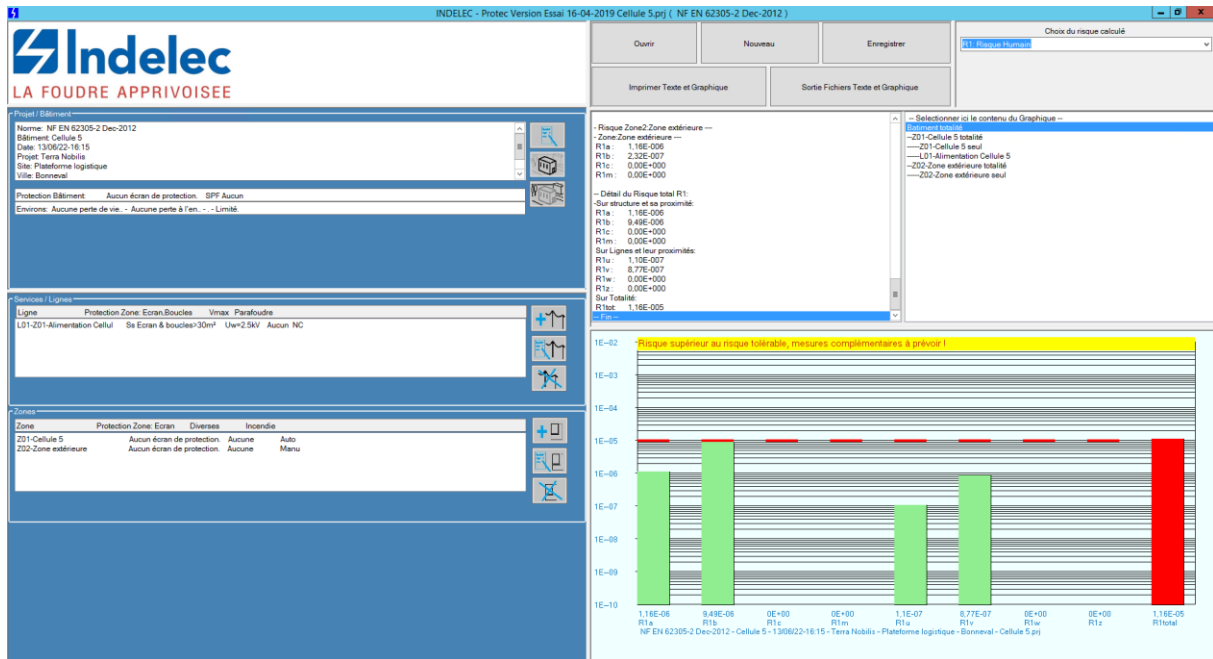 INDELEC - Protec Version Essai 16-04-2019 Cellule 5.prj ( NF EN 62305-2 Dec-2012 )
Indelec
LA FOUDRE APPRIVOISEE
Ouvrir
Nouveau
Enregistrer
Choix du risque calculé
R1: Risque Humain
Imprimer Texte et Graphique
Sortie Fichiers Texte et Graphique
Projet / Bâtiment
Norme: NF EN 62305-2 Dec-2012
Bâtiment: Cellule 5
Date: 13/06/22-16:15
Projet: Terra Nobilis
Site: Plateforme logistique
Ville: Bonneval
Protection Bâtiment: Aucun écran de protection. SPF Aucun
Environs: Aucune perte de vie.. - Aucune perte à l'en.. - . - Limité.
Services / Lignes
Ligne Protection Zone: Ecran,Boucles Vmax Parafoudre
L01-Z01-Alimentation Cellul Ss Ecran & boucles>30m² Uw=2.5kV Aucun NC
Zones
Zone Protection Zone: Ecran Diverses Incendie
Z01-Cellule 5 Aucun écran de protection. Aucune Auto
Z02-Zone extérieure Aucun écran de protection. Aucune Manu
- Risque Zone2:Zone extérieure ---
- Zone:Zone extérieure ---
R1a : 1,16E-006
R1b : 2,32E-007
R1c : 0,00E+000
R1m : 0,00E+000
-- Détail du Risque total R1:
-Sur structure et sa proximité:
R1a : 1,16E-006
R1b : 9,49E-006
R1c : 0,00E+000
R1m : 0,00E+000
Sur Lignes et leur proximités:
R1u : 1,10E-007
R1v : 8,77E-007
R1w : 0,00E+000
R1z : 0,00E+000
Sur Totalité:
R1tot: 1,16E-005
-- Fin --
-- Selectionner ici le contenu du Graphique --
Batiment totalité
--Z01-Cellule 5 totalité
----Z01-Cellule 5 seul
----L01-Alimentation Cellule 5
--Z02-Zone extérieure totalité
----Z02-Zone extérieure seul
Risque supérieur au risque tolérable, mesures complémentaires à prévoir !
1E-02
1E-03
1E-04
1E-05
1E-06
1E-07
1E-08
1E-09
1E-10
1,16E-06 9,49E-06 0E+00 0E+00 1,1E-07 8,77E-07 0E+00 0E+00 1,16E-05
R1a R1b R1c R1m R1u R1v R1w R1z R1total
NF EN 62305-2 Dec-2012 - Cellule 5 - 13/06/22-16:15 - Terra Nobilis - Plateforme logistique - Bonneval - Cellule 5.prj